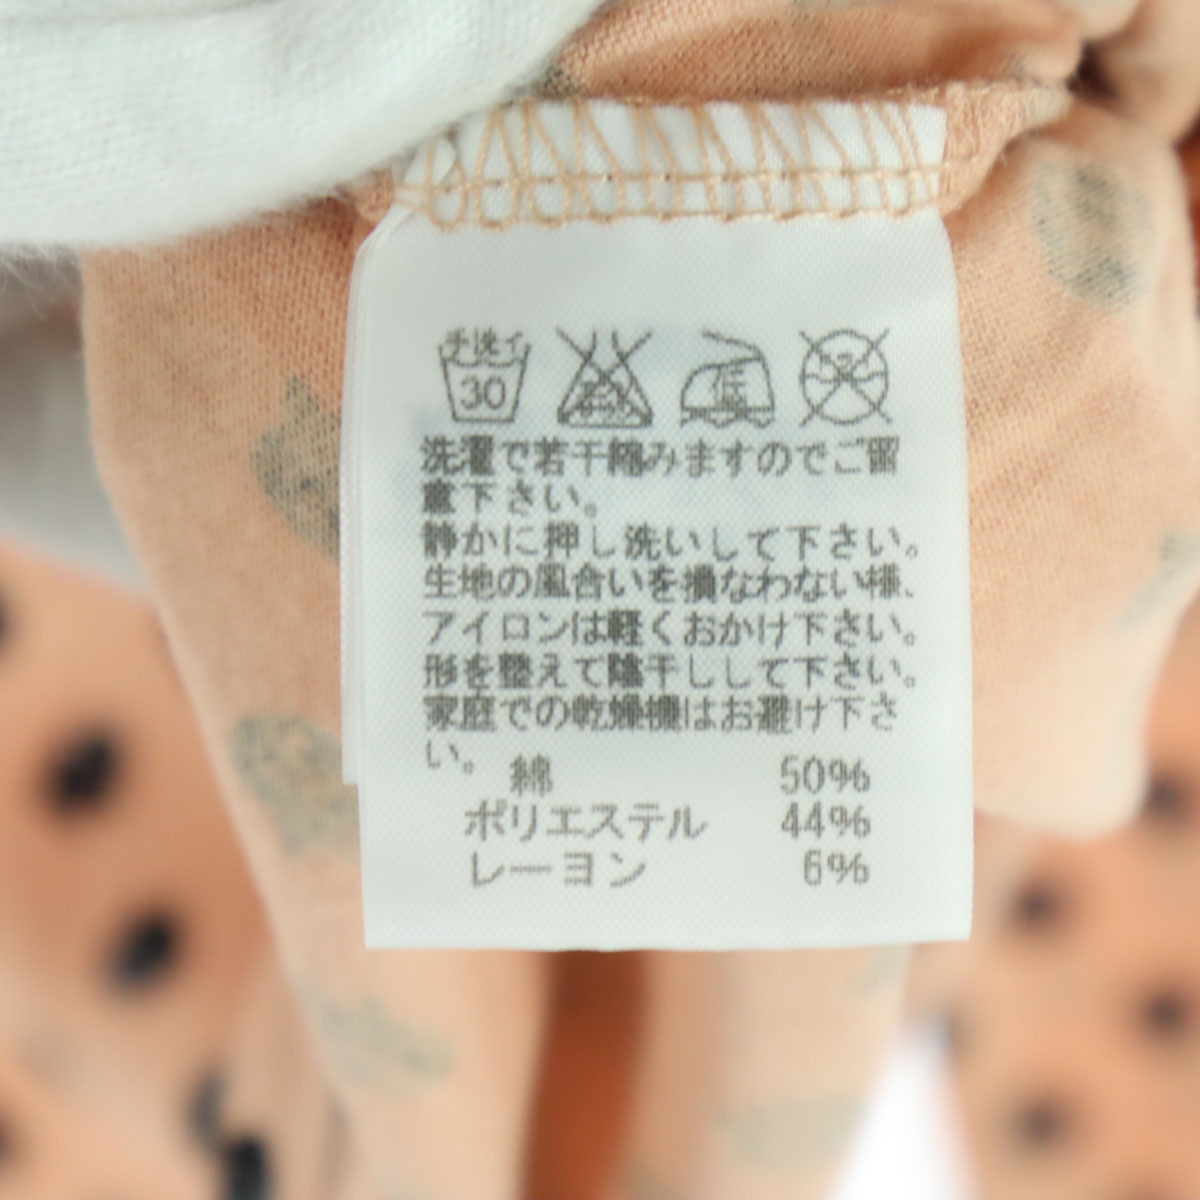 手洗イ
30
低
洗濯で若干縮みますのでご留
意下さい。
静かに押し洗いして下さい。
生地の風合いを損なわない様、
アイロンは軽くおかけ下さい。
形を整えて陰干しして下さい。
家庭での乾燥機はお避け下さ
い。
綿 50%
ポリエステル 44%
レーヨン 6%